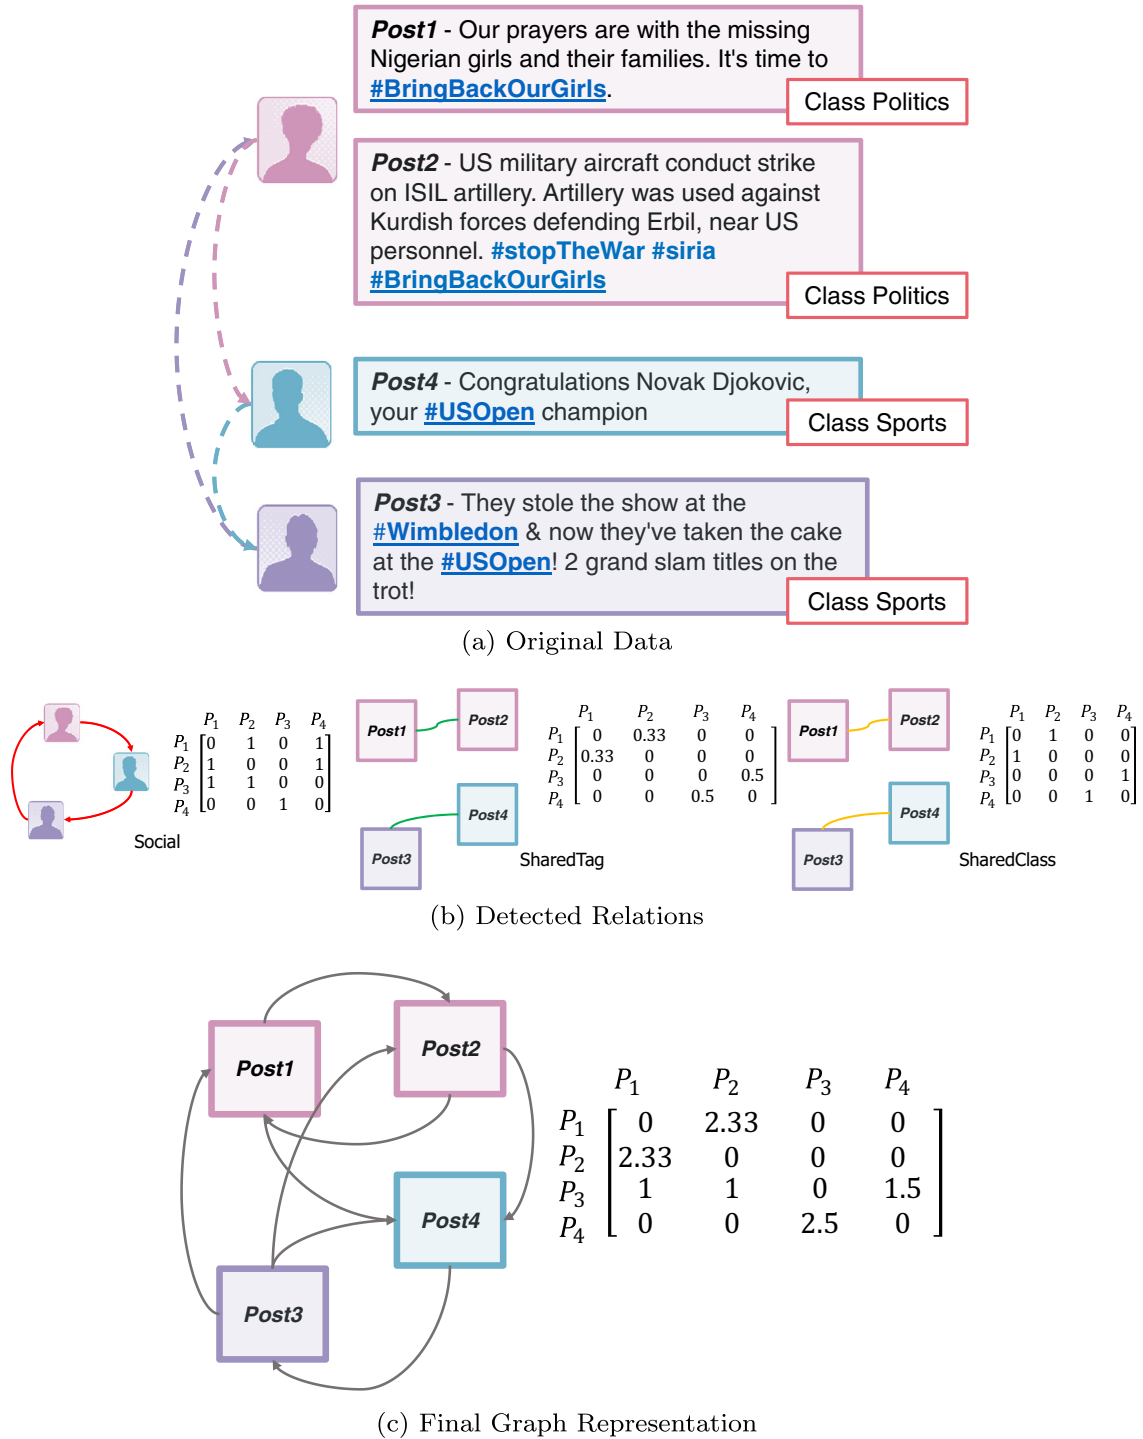 Post1 - Our prayers are with the missing
Nigerian girls and their families. It's time to
#BringBackOurGirls.
Class Politics
Post2 - US military aircraft conduct strike
on ISIL artillery. Artillery was used against
Kurdish forces defending Erbil, near US
personnel. #stopTheWar #siria
#BringBackOurGirls
Class Politics
Post4 - Congratulations Novak Djokovic,
your #USOpen champion
Class Sports
Post3 - They stole the show at the
#Wimbledon & now they've taken the cake
at the #USOpen! 2 grand slam titles on the
trot!
Class Sports
(a) Original Data
P1 P2 P3 P4
P1 0 1 0 1
P2 1 0 0 1
P3 1 1 0 0
P4 0 0 1 0
Social
Post1
Post2
Post4
Post3
P1 P2 P3 P4
P1 0 0.33 0 0
P2 0.33 0 0 0
P3 0 0 0 0.5
P4 0 0 0.5 0
SharedTag
Post1
Post2
Post4
Post3
P1 P2 P3 P4
P1 0 1 0 0
P2 1 0 0 0
P3 0 0 0 1
P4 0 0 1 0
SharedClass
(b) Detected Relations
Post1
Post2
Post4
Post3
P1 P2 P3 P4
P1 0 2.33 0 0
P2 2.33 0 0 0
P3 1 1 0 1.5
P4 0 0 2.5 0
(c) Final Graph Representation